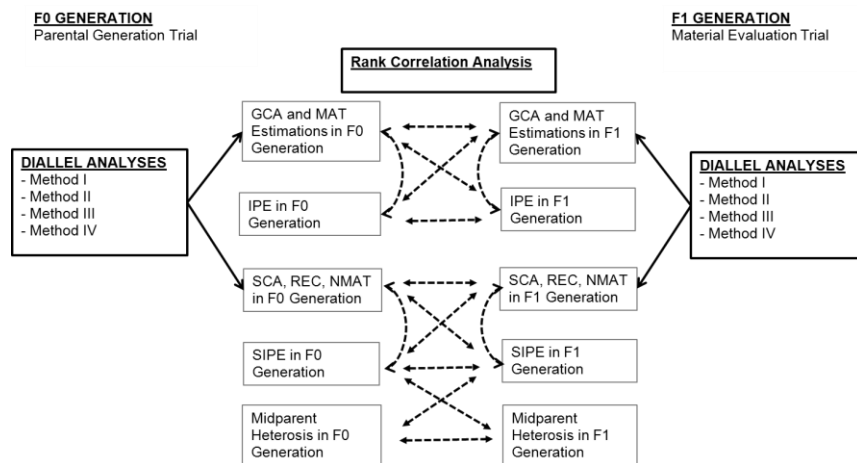 F0 GENERATION
Parental Generation Trial
F1 GENERATION
Material Evaluation Trial
Rank Correlation Analysis
GCA and MAT
Estimations in F0
Generation
GCA and MAT
Estimations in F1
Generation
DIALLEL ANALYSES
- Method I
- Method II
- Method III
- Method IV
DIALLEL ANALYSES
- Method I
- Method II
- Method III
- Method IV
IPE in F0
Generation
IPE in F1
Generation
SCA, REC, NMAT
in F0 Generation
SCA, REC, NMAT
in F1 Generation
SIPE in F0
Generation
SIPE in F1
Generation
Midparent
Heterosis in F0
Generation
Midparent
Heterosis in F1
Generation